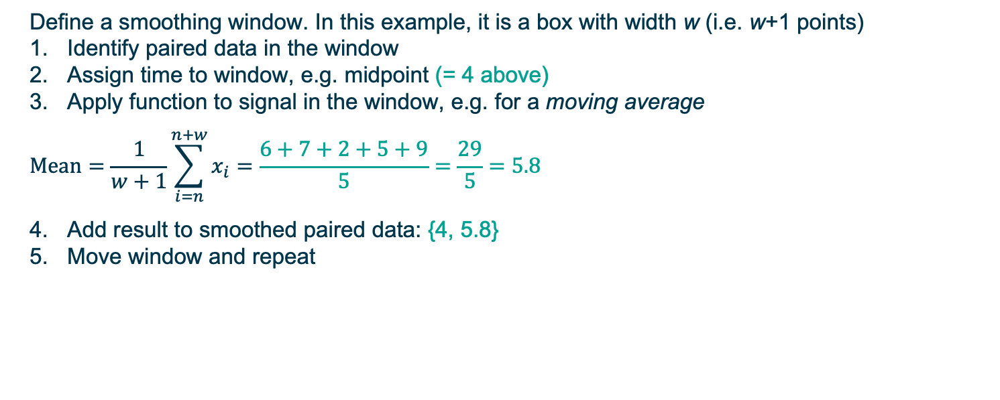 Define a smoothing window. In this example, it is a box with width w (i.e. w+1 points)
1. Identify paired data in the window
2. Assign time to window, e.g. midpoint (= 4 above)
3. Apply function to signal in the window, e.g. for a moving average
Mean = \frac{1}{w + 1} \sum_{i=n}^{n+w} x_i = \frac{6 + 7 + 2 + 5 + 9}{5} = \frac{29}{5} = 5.8
4. Add result to smoothed paired data: {4, 5.8}
5. Move window and repeat